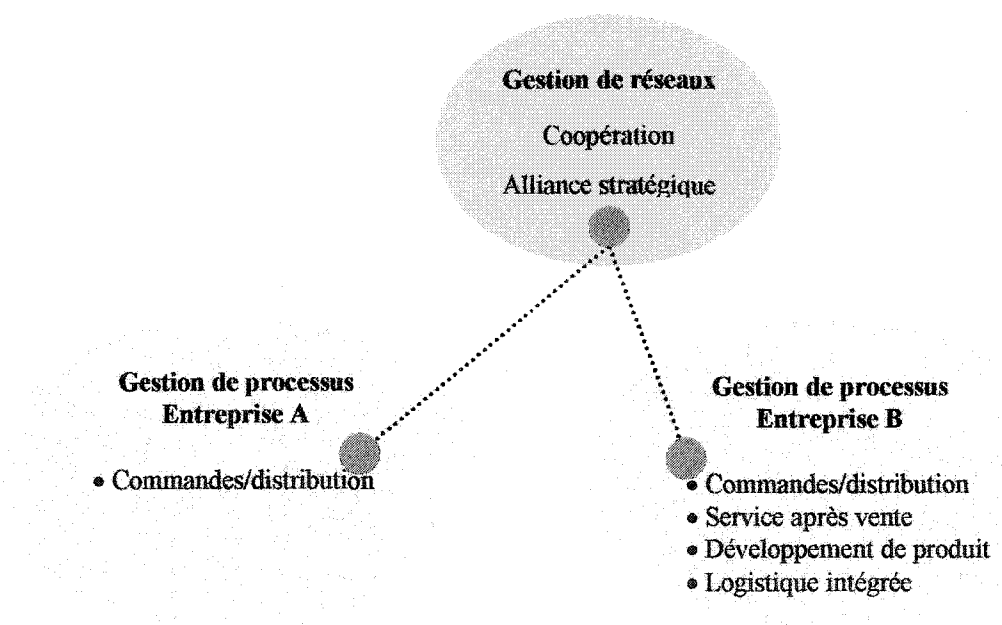 Gestion de réseaux
Coopération
Alliance stratégique
Gestion de processus
Entreprise A
• Commandes/distribution
Gestion de processus
Entreprise B
• Commandes/distribution
• Service après vente
• Développement de produit
• Logistique intégrée